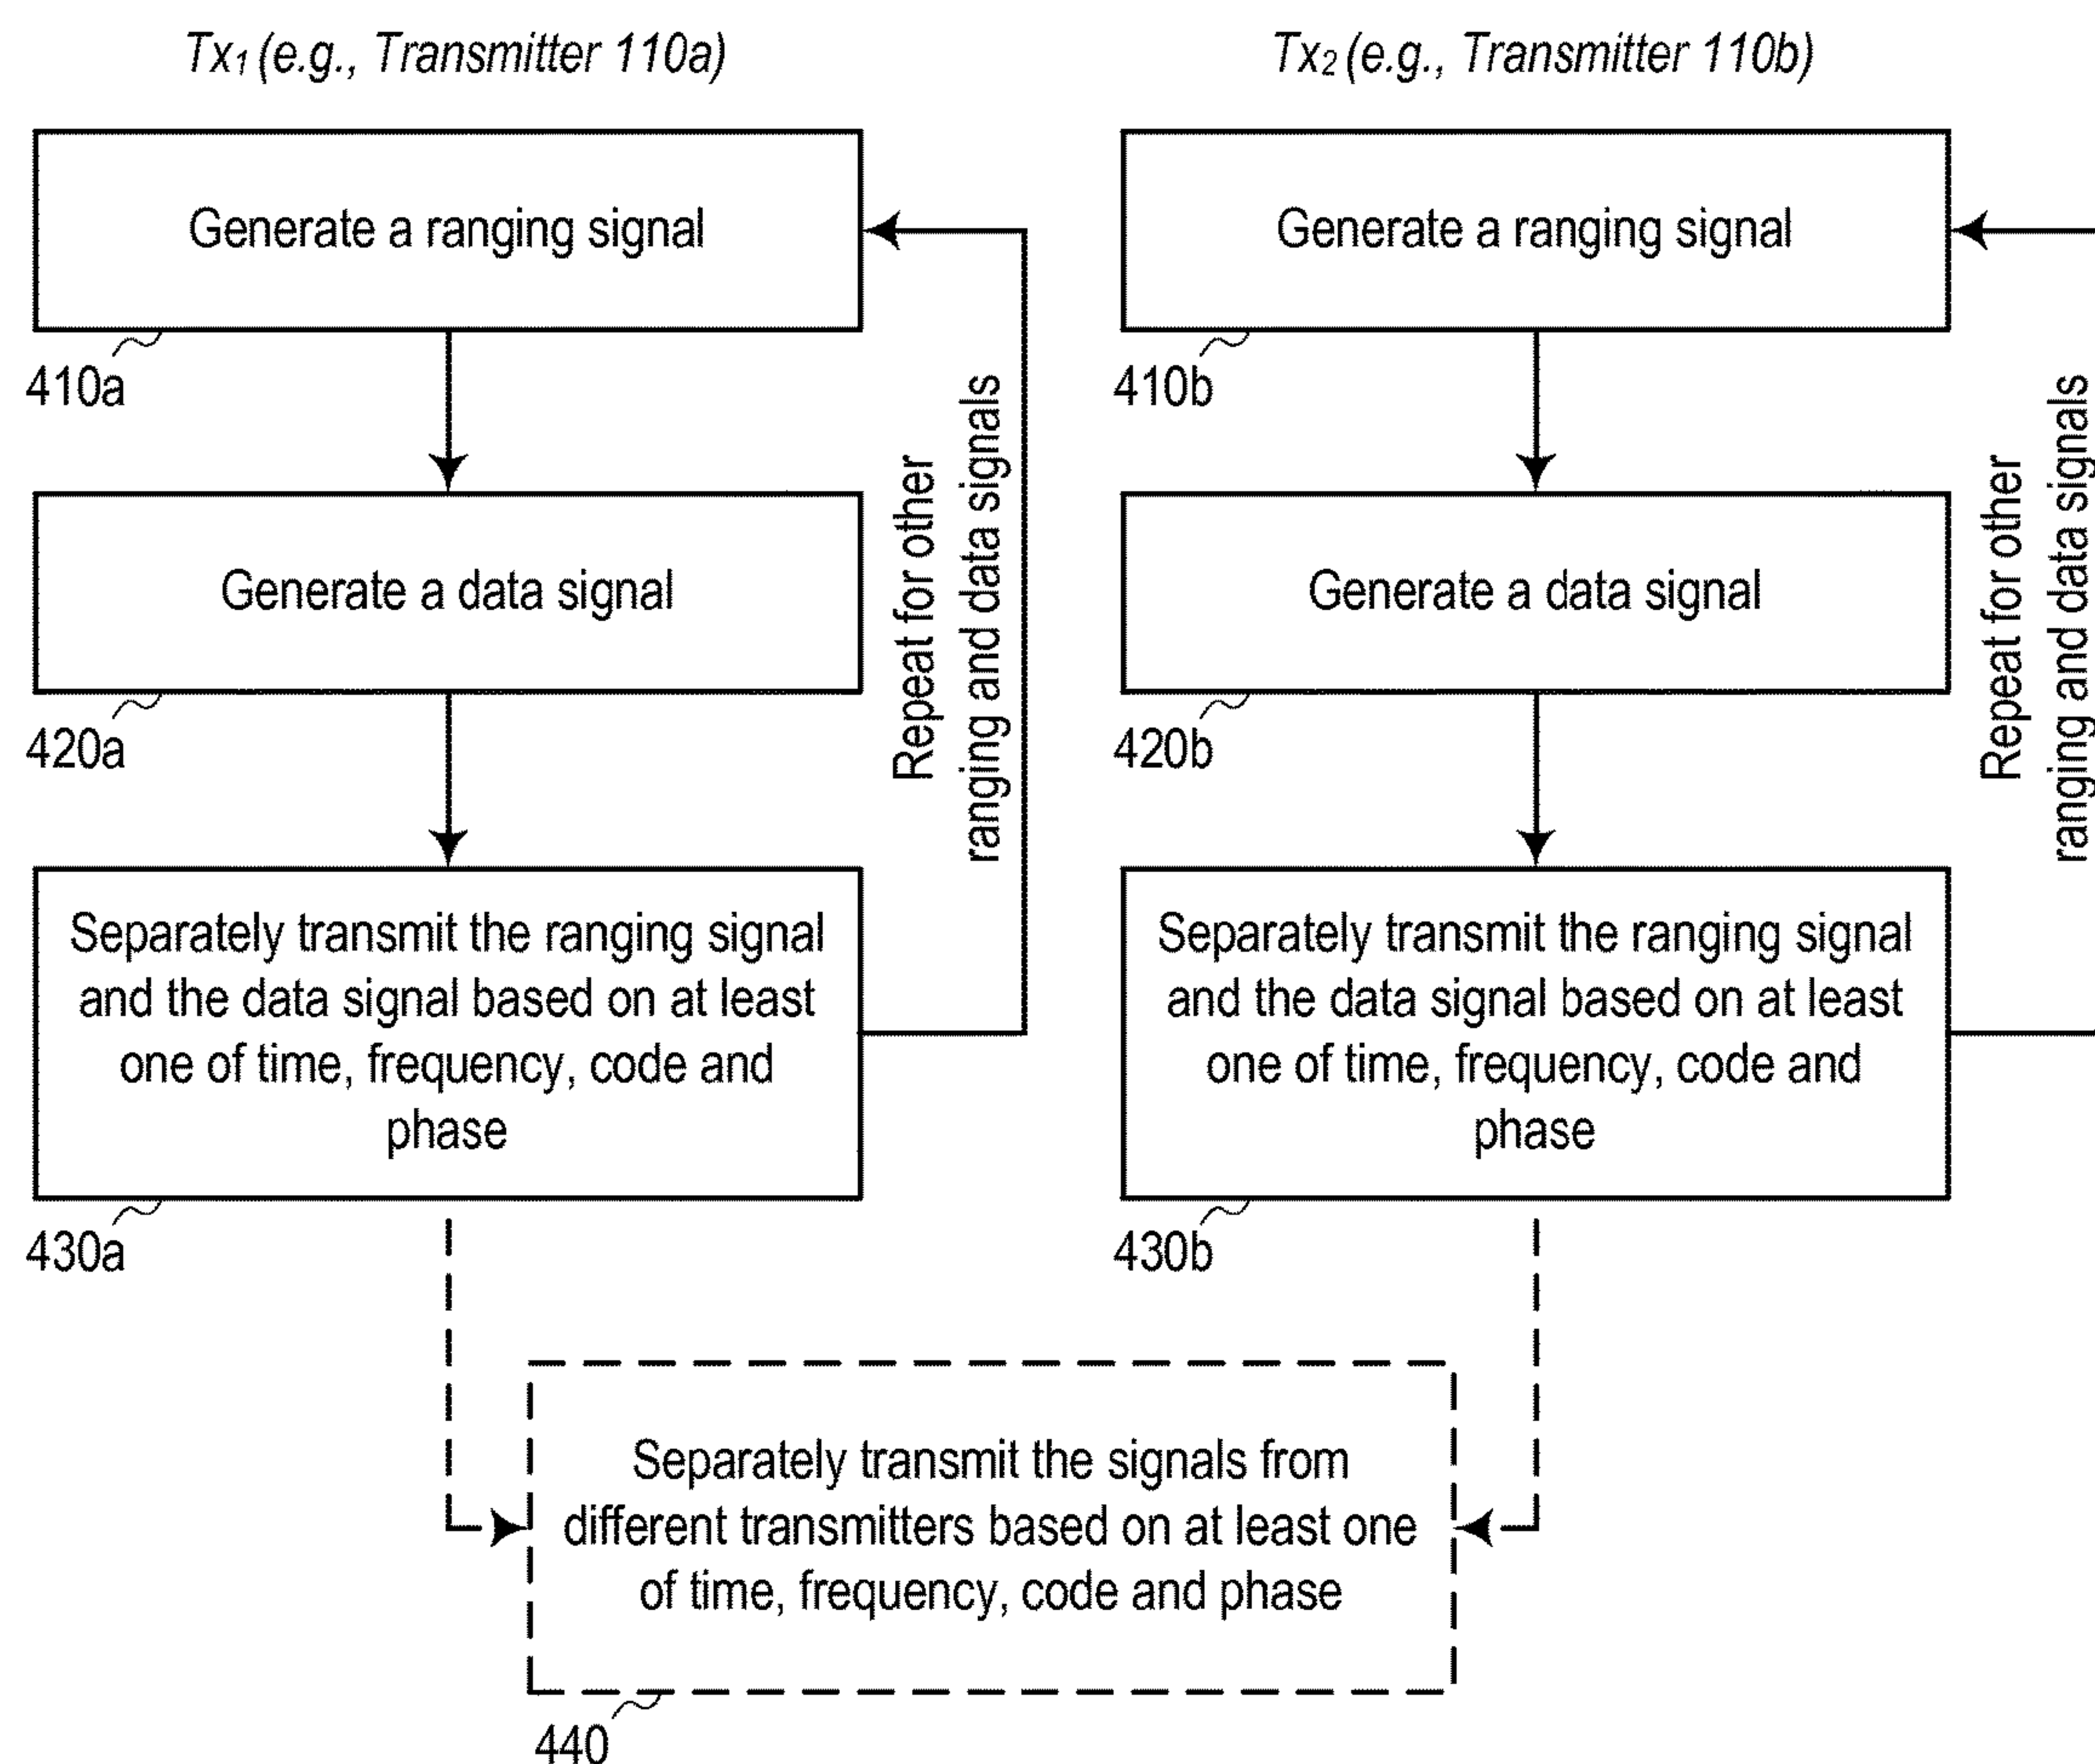 Tx₁ (e.g., Transmitter 110a)
Generate a ranging signal
410a
Generate a data signal
420a
Separately transmit the ranging signal
and the data signal based on at least
one of time, frequency, code and
phase
430a
Repeat for other
ranging and data signals
Tx₂ (e.g., Transmitter 110b)
Generate a ranging signal
410b
Generate a data signal
420b
Separately transmit the ranging signal
and the data signal based on at least
one of time, frequency, code and
phase
430b
Repeat for other
ranging and data signals
Separately transmit the signals from
different transmitters based on at least one
of time, frequency, code and phase
440